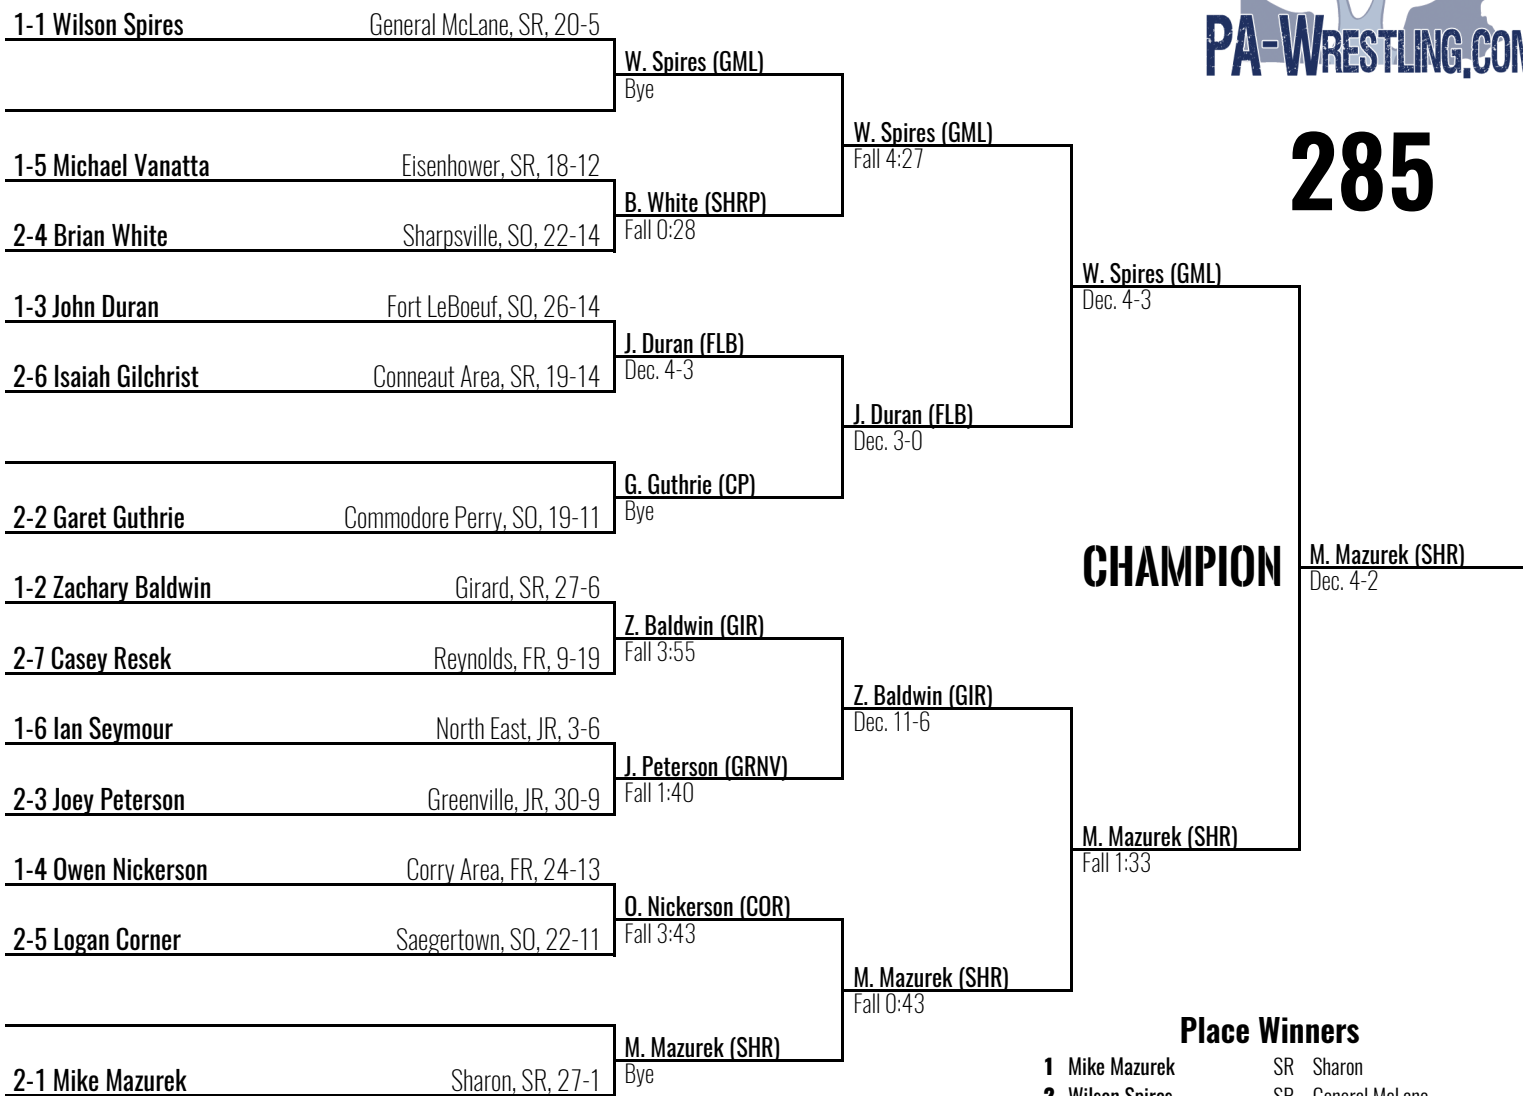 1-1 Wilson Spires General McLane, SR, 20-5
PA-WRESTLING.COM
W. Spires (GML)
Bye
W. Spires (GML)
Fall 4:27
285
1-5 Michael Vanatta Eisenhower, SR, 18-12
B. White (SHRP)
Fall 0:28
2-4 Brian White Sharpsville, SO, 22-14
W. Spires (GML)
Dec. 4-3
1-3 John Duran Fort LeBoeuf, SO, 26-14
J. Duran (FLB)
Dec. 4-3
2-6 Isaiah Gilchrist Conneaut Area, SR, 19-14
J. Duran (FLB)
Dec. 3-0
G. Guthrie (CP)
Bye
2-2 Garet Guthrie Commodore Perry, SO, 19-11
CHAMPION
M. Mazurek (SHR)
Dec. 4-2
1-2 Zachary Baldwin Girard, SR, 27-6
Z. Baldwin (GIR)
Fall 3:55
2-7 Casey Resek Reynolds, FR, 9-19
Z. Baldwin (GIR)
Dec. 11-6
1-6 Ian Seymour North East, JR, 3-6
J. Peterson (GRNV)
Fall 1:40
2-3 Joey Peterson Greenville, JR, 30-9
M. Mazurek (SHR)
Fall 1:33
1-4 Owen Nickerson Corry Area, FR, 24-13
O. Nickerson (COR)
Fall 3:43
2-5 Logan Corner Saegertown, SO, 22-11
M. Mazurek (SHR)
Fall 0:43
M. Mazurek (SHR)
Bye
2-1 Mike Mazurek Sharon, SR, 27-1
Place Winners
1 Mike Mazurek SR Sharon
2 Wilson Spires SR General McLane